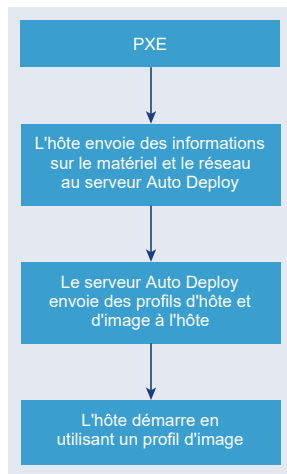 PXE
L'hôte envoie des informations
sur le matériel et le réseau
au serveur Auto Deploy
Le serveur Auto Deploy
envoie des profils d'hôte et
d'image à l'hôte
L'hôte démarre en
utilisant un profil d'image